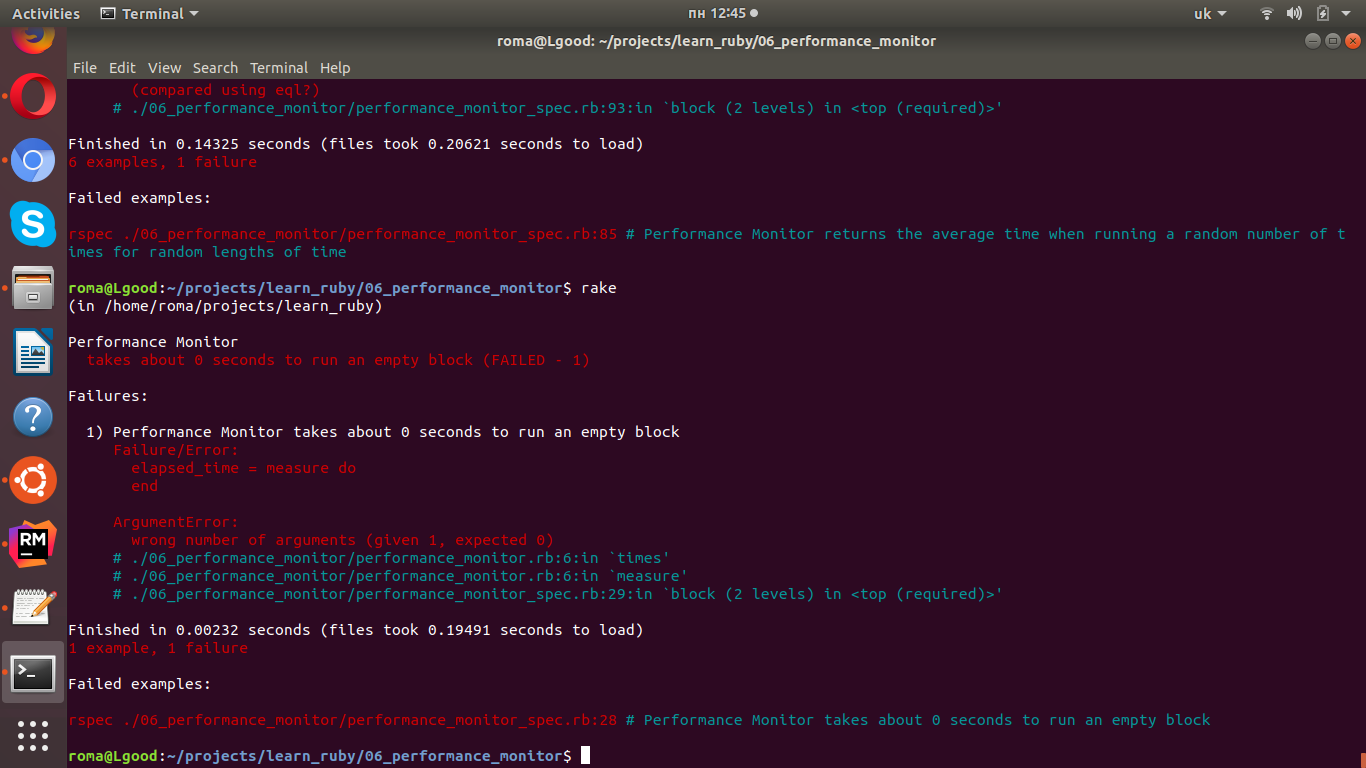 Activities Terminal пн 12:45 uk
roma@Lgood: ~/projects/learn_ruby/06_performance_monitor
File Edit View Search Terminal Help
(compared using eql?)
# ./06_performance_monitor/performance_monitor_spec.rb:93:in `block (2 levels) in <top (required)>'
Finished in 0.14325 seconds (files took 0.20621 seconds to load)
6 examples, 1 failure
Failed examples:
rspec ./06_performance_monitor/performance_monitor_spec.rb:85 # Performance Monitor returns the average time when running a random number of t
imes for random lengths of time
roma@Lgood:~/projects/learn_ruby/06_performance_monitor$ rake
(in /home/roma/projects/learn_ruby)
Performance Monitor
takes about 0 seconds to run an empty block (FAILED - 1)
Failures:
1) Performance Monitor takes about 0 seconds to run an empty block
Failure/Error:
elapsed_time = measure do
end
ArgumentError:
wrong number of arguments (given 1, expected 0)
# ./06_performance_monitor/performance_monitor.rb:6:in `times'
# ./06_performance_monitor/performance_monitor.rb:6:in `measure'
# ./06_performance_monitor/performance_monitor_spec.rb:29:in `block (2 levels) in <top (required)>'
Finished in 0.00232 seconds (files took 0.19491 seconds to load)
1 example, 1 failure
Failed examples:
rspec ./06_performance_monitor/performance_monitor_spec.rb:28 # Performance Monitor takes about 0 seconds to run an empty block
roma@Lgood:~/projects/learn_ruby/06_performance_monitor$
S
?
RM
>_